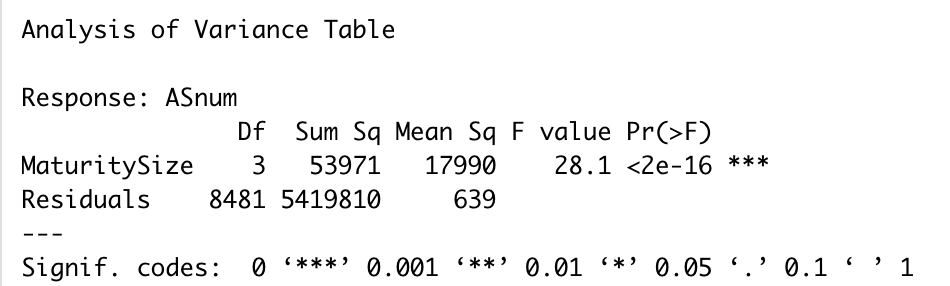 Analysis of Variance Table
Response: ASnum
Df Sum Sq Mean Sq F value Pr(>F)
MaturitySize 3 53971 17990 28.1 <2e-16 ***
Residuals 8481 5419810 639
---
Signif. codes: 0 ‘***’ 0.001 ‘**’ 0.01 ‘*’ 0.05 ‘.’ 0.1 ‘ ’ 1